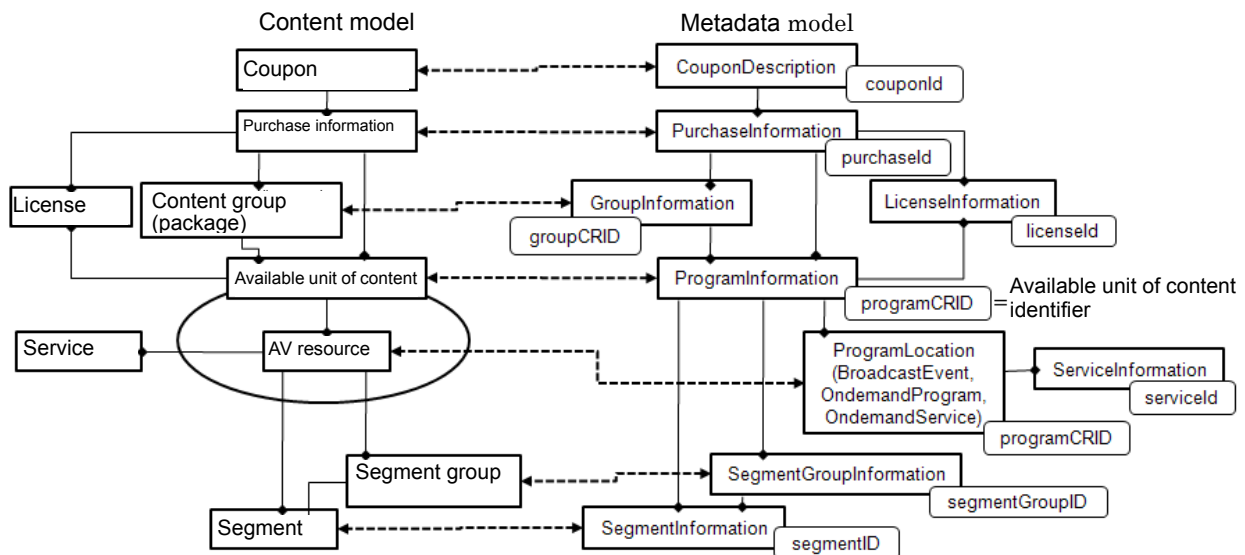 Content model
Metadata model
Coupon
CouponDescription
couponId
Purchase information
PurchaseInformation
purchaseId
License
Content group
(package)
GroupInformation
groupCRID
LicenseInformation
licenseId
Available unit of content
ProgramInformation
programCRID
=
Available unit of content
identifier
Service
AV resource
ProgramLocation
(BroadcastEvent,
OndemandProgram,
OndemandService)
programCRID
ServiceInformation
serviceId
Segment group
SegmentGroupInformation
segmentGroupID
Segment
SegmentInformation
segmentID